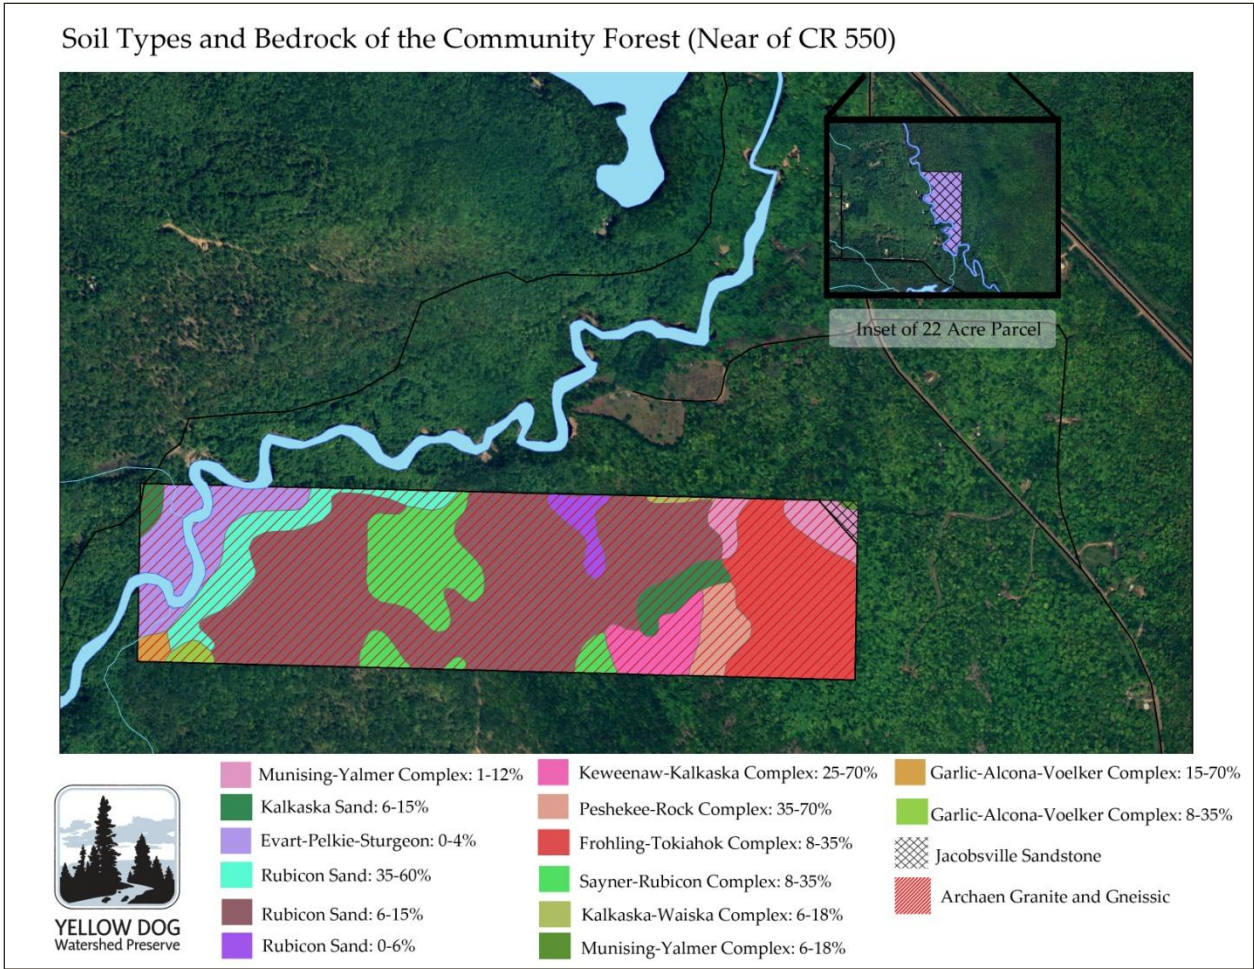 Soil Types and Bedrock of the Community Forest (Near of CR 550)
Inset of 22 Acre Parcel
Munising-Yalmer Complex: 1-12%
Kalkaska Sand: 6-15%
Evart-Pelkie-Sturgeon: 0-4%
Rubicon Sand: 35-60%
Rubicon Sand: 6-15%
Rubicon Sand: 0-6%
Keweenaw-Kalkaska Complex: 25-70%
Peshekee-Rock Complex: 35-70%
Frohling-Tokiahok Complex: 8-35%
Sayner-Rubicon Complex: 8-35%
Kalkaska-Waiska Complex: 6-18%
Munising-Yalmer Complex: 6-18%
Garlic-Alcona-Voelker Complex: 15-70%
Garlic-Alcona-Voelker Complex: 8-35%
Jacobsville Sandstone
Archaen Granite and Gneissic
YELLOW DOG
Watershed Preserve